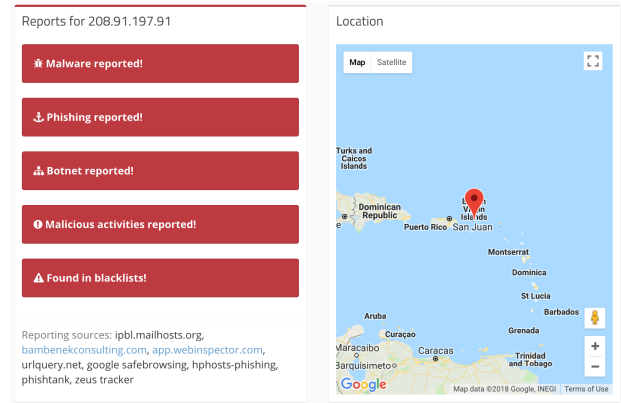 Reports for 208.91.197.91
Malware reported!
Phishing reported!
Botnet reported!
Malicious activities reported!
Found in blacklists!
Reporting sources: ipbl.mailhosts.org,
bambenekconsulting.com, app.webinspector.com,
urlquery.net, google safebrowsing, hphosts-phishing,
phishtank, zeus tracker
Location
Map Satellite
Turks and
Caicos
Islands
Dominican
Republic
Islands
Puerto Rico San Juan
Montserrat
Dominica
St Lucia
Barbados
Aruba
Grenada
Curaçao
Maracaibo
Caracas
Trinidad
and Tobago
Barquisimeto
Google
Map data ©2018 Google, INEGI Terms of Use